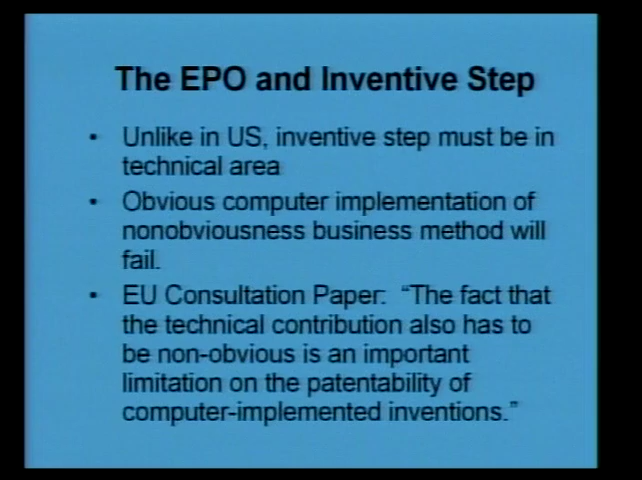 The EPO and Inventive Step
• Unlike in US, inventive step must be in
technical area
• Obvious computer implementation of
nonobviousness business method will
fail.
• EU Consultation Paper: “The fact that
the technical contribution also has to
be non-obvious is an important
limitation on the patentability of
computer-implemented inventions.”